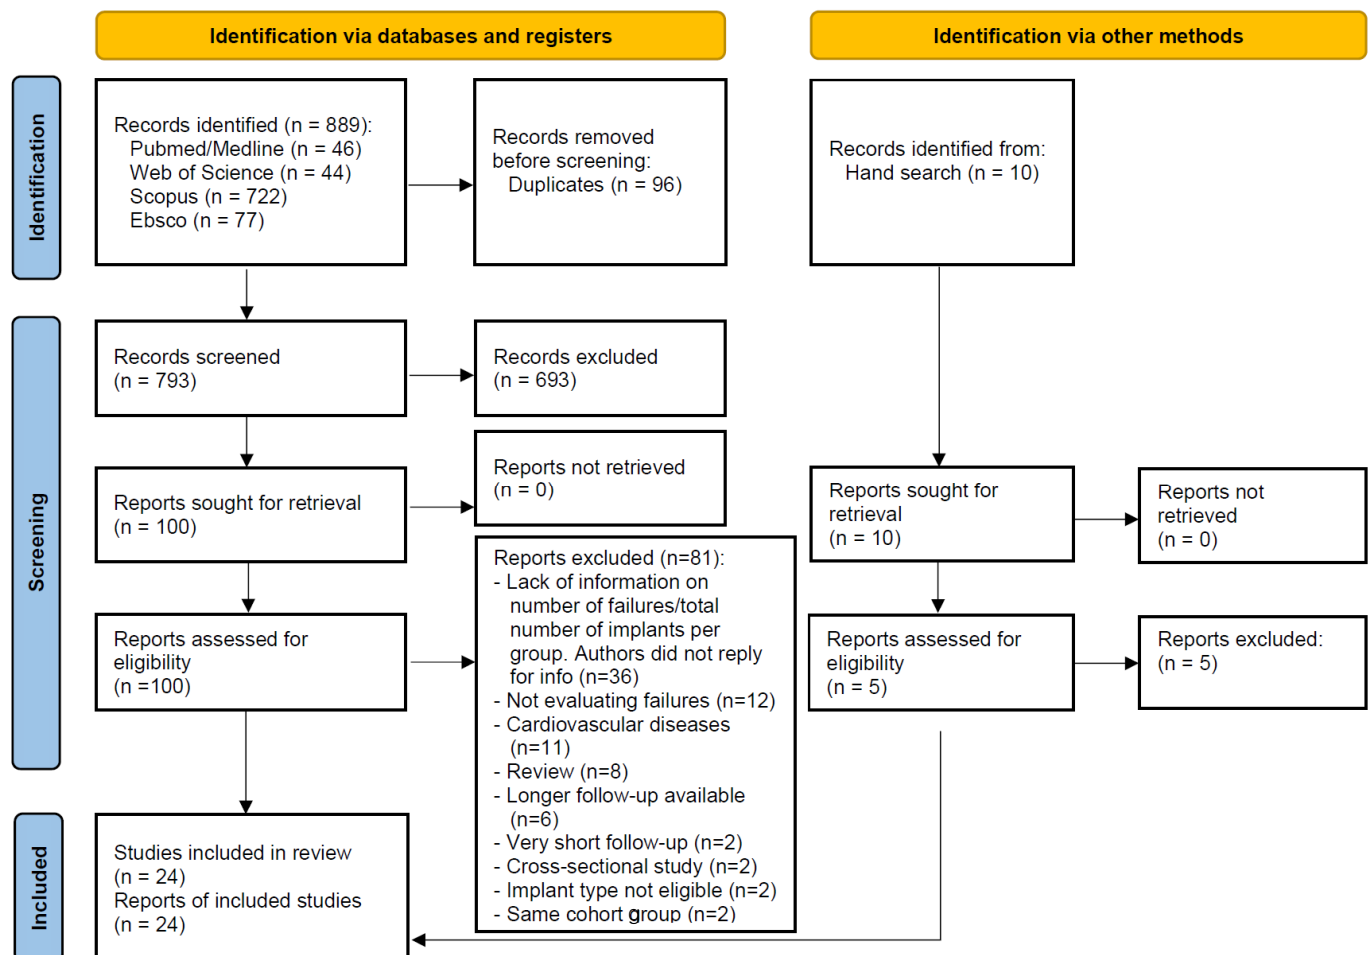 Identification via databases and registers
Identification via other methods
Identification
Records identified (n = 889):
Pubmed/Medline (n = 46)
Web of Science (n = 44)
Scopus (n = 722)
Ebsco (n = 77)
Records removed
before screening:
Duplicates (n = 96)
Records identified from:
Hand search (n = 10)
Screening
Records screened
(n = 793)
Records excluded
(n = 693)
Reports sought for retrieval
(n = 100)
Reports not retrieved
(n = 0)
Reports sought for
retrieval
(n = 10)
Reports not
retrieved
(n = 0)
Reports assessed for
eligibility
(n =100)
Reports excluded (n=81):
- Lack of information on
number of failures/total
number of implants per
group. Authors did not reply
for info (n=36)
- Not evaluating failures (n=12)
- Cardiovascular diseases
(n=11)
- Review (n=8)
- Longer follow-up available
(n=6)
- Very short follow-up (n=2)
- Cross-sectional study (n=2)
- Implant type not eligible (n=2)
- Same cohort group (n=2)
Reports assessed for
eligibility
(n = 5)
Reports excluded:
(n = 5)
Included
Studies included in review
(n = 24)
Reports of included studies
(n = 24)